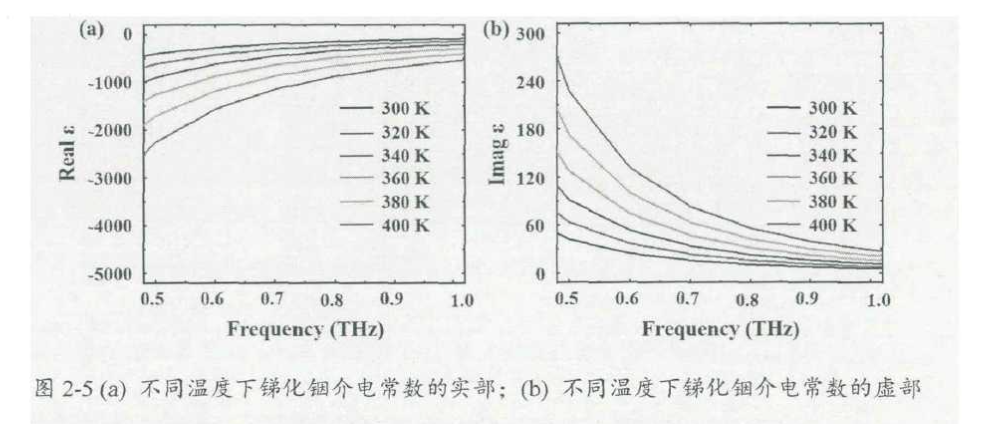 (a)
0
-1000
-2000
-3000
-4000
-5000
Real ε
300 K
320 K
340 K
360 K
380 K
400 K
0.5 0.6 0.7 0.8 0.9 1.0
Frequency (THz)
(b)
300
240
180
120
60
0
Imag ε
300 K
320 K
340 K
360 K
380 K
400 K
0.5 0.6 0.7 0.8 0.9 1.0
Frequency (THz)
图 2-5 (a) 不同温度下锑化铟介电常数的实部；(b) 不同温度下锑化铟介电常数的虚部